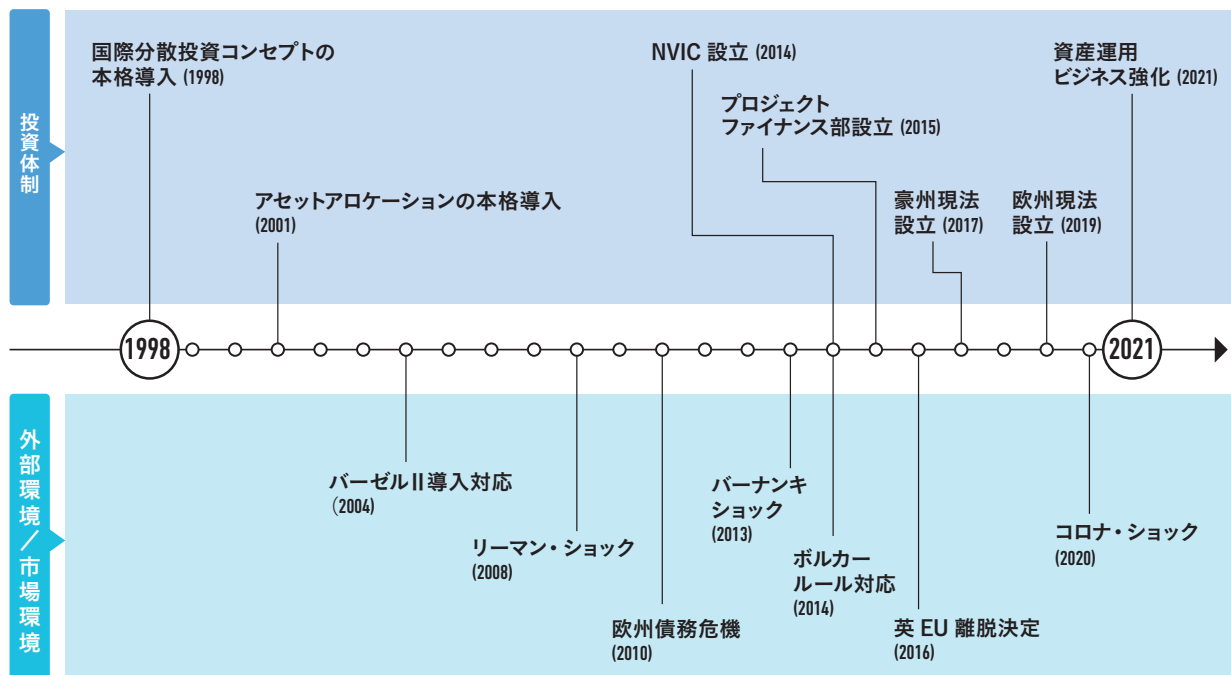 投資体制
国際分散投資コンセプトの
本格導入 (1998)
アセットアロケーションの本格導入
(2001)
NVIC 設立 (2014)
プロジェクト
ファイナンス部設立 (2015)
豪州現法
設立 (2017)
欧州現法
設立 (2019)
資産運用
ビジネス強化 (2021)
1998
2021
外部環境／市場環境
バーゼルⅡ導入対応
(2004)
リーマン・ショック
(2008)
欧州債務危機
(2010)
バーナンキ
ショック
(2013)
ボルカー
ルール対応
(2014)
英 EU 離脱決定
(2016)
コロナ・ショック
(2020)